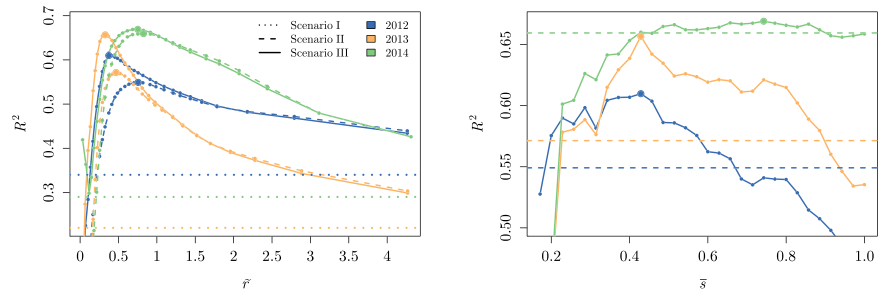 0.7
0.6
0.5
0.4
0.3
R²
Scenario I
Scenario II
Scenario III
2012
2013
2014
0 0.5 1 1.5 2 2.5 3 3.5 4
r̃
0.65
0.60
0.55
0.50
R²
0.2 0.4 0.6 0.8 1.0
s̅